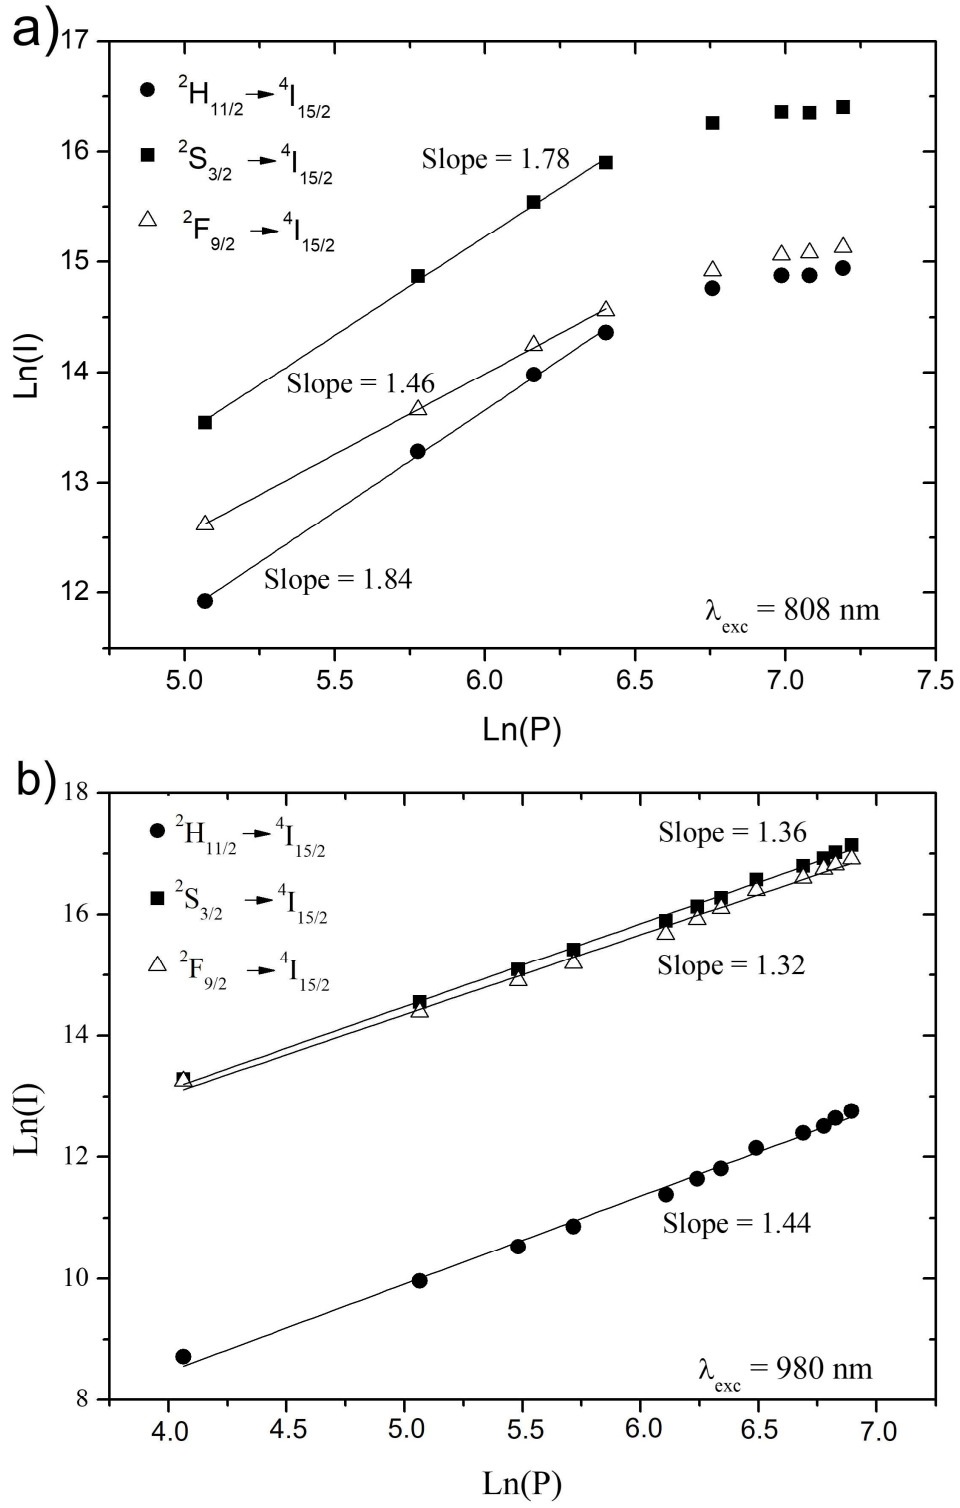 a)
17
16
15
14
13
12
Ln(I)
● ²H₁₁/₂ → ⁴I₁₅/₂
■ ²S₃/₂ → ⁴I₁₅/₂
△ ²F₉/₂ → ⁴I₁₅/₂
Slope = 1.78
Slope = 1.46
Slope = 1.84
λexc = 808 nm
5.0 5.5 6.0 6.5 7.0 7.5
Ln(P)
b)
18
16
14
12
10
8
Ln(I)
● ²H₁₁/₂ → ⁴I₁₅/₂
■ ²S₃/₂ → ⁴I₁₅/₂
△ ²F₉/₂ → ⁴I₁₅/₂
Slope = 1.36
Slope = 1.32
Slope = 1.44
λexc = 980 nm
4.0 4.5 5.0 5.5 6.0 6.5 7.0
Ln(P)